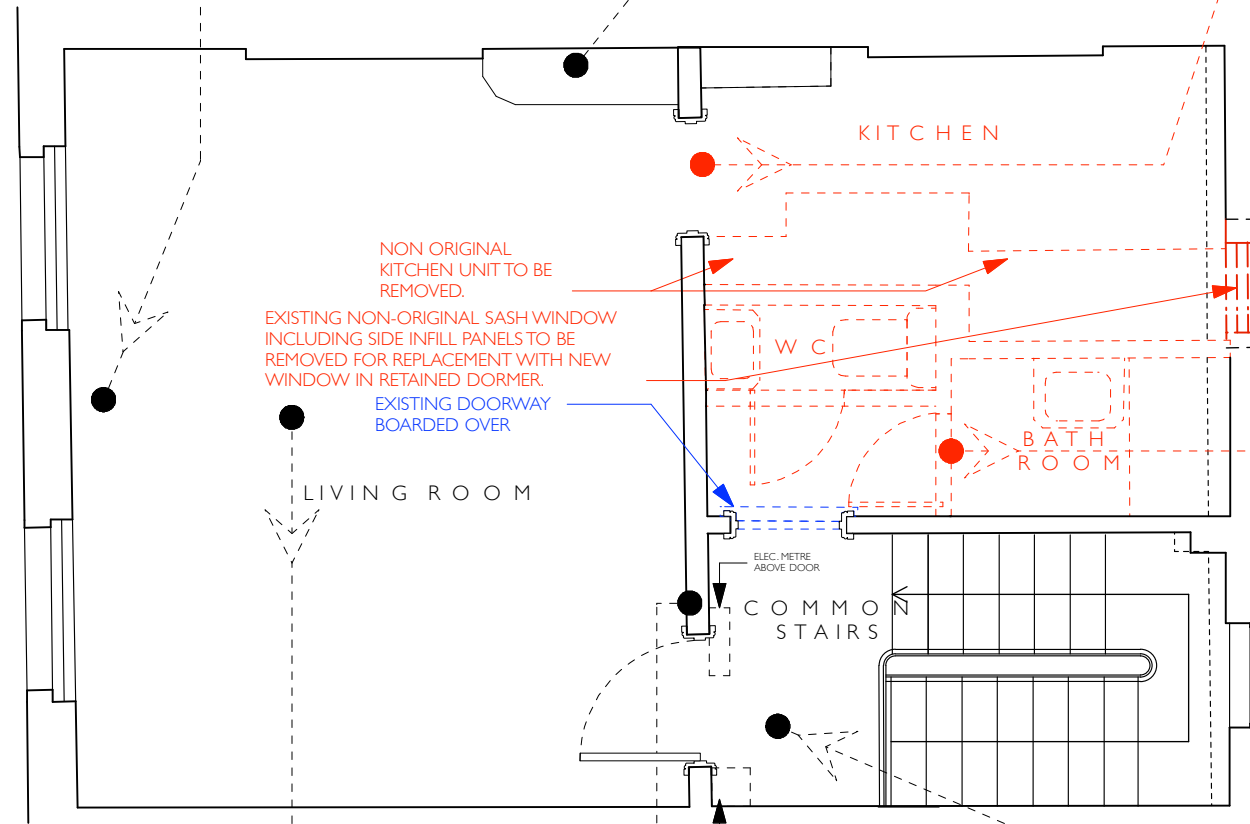 KITCHEN
NON ORIGINAL
KITCHEN UNIT TO BE
REMOVED.
EXISTING NON-ORIGINAL SASH WINDOW
INCLUDING SIDE INFILL PANELS TO BE
REMOVED FOR REPLACEMENT WITH NEW
WINDOW IN RETAINED DORMER.
WC
EXISTING DOORWAY
BOARDED OVER
BATH
ROOM
LIVING ROOM
ELEC. METRE
ABOVE DOOR
COMMON
STAIRS